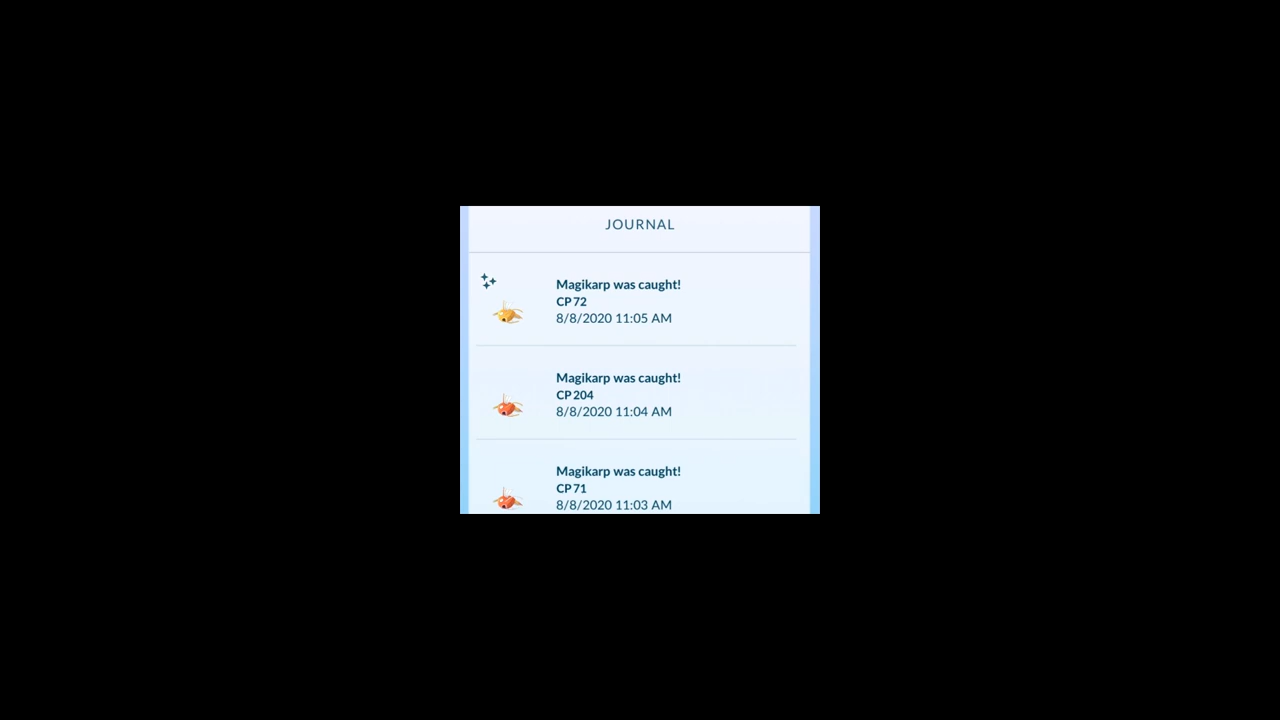 JOURNAL
Magikarp was caught!
CP 72
8/8/2020 11:05 AM
Magikarp was caught!
CP 204
8/8/2020 11:04 AM
Magikarp was caught!
CP 71
8/8/2020 11:03 AM